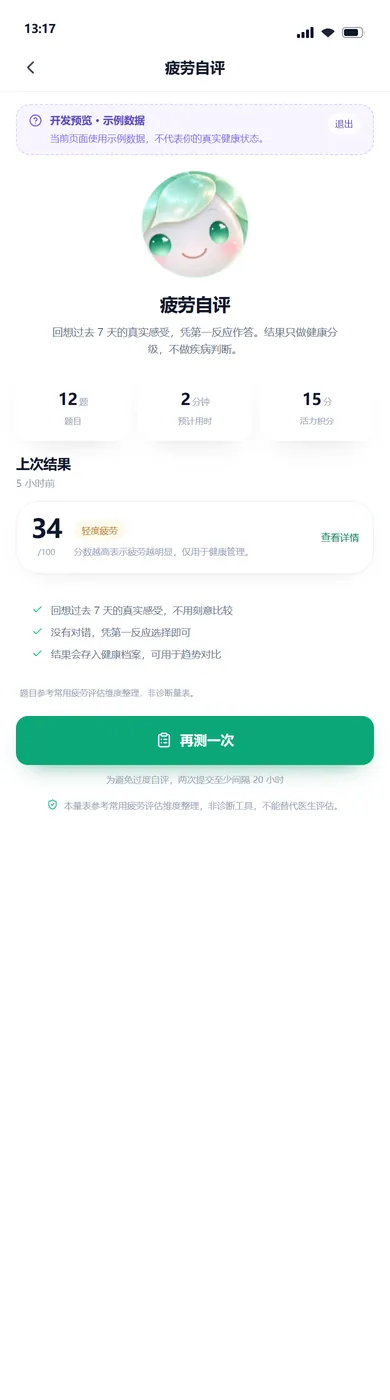 13:17
疲劳自评
开发预览 • 示例数据
当前页面使用示例数据，不代表你的真实健康状态。
退出
疲劳自评
回想过去 7 天的真实感受，凭第一反应作答。结果只做健康分
级，不做疾病判断。
12 题
题目
2 分钟
预计用时
15 分
活力积分
上次结果
5 小时前
34
/100
轻度疲劳
分数越高表示疲劳越明显，仅用于健康管理。
查看详情
回想过去 7 天的真实感受，不用刻意比较
没有对错，凭第一反应选择即可
结果会存入健康档案，可用于趋势对比
题目参考常用疲劳评估维度整理，非诊断量表。
再测一次
为避免过度自评，两次提交至少间隔 20 小时
本量表参考常用疲劳评估维度整理，非诊断工具，不能替代医生评估。